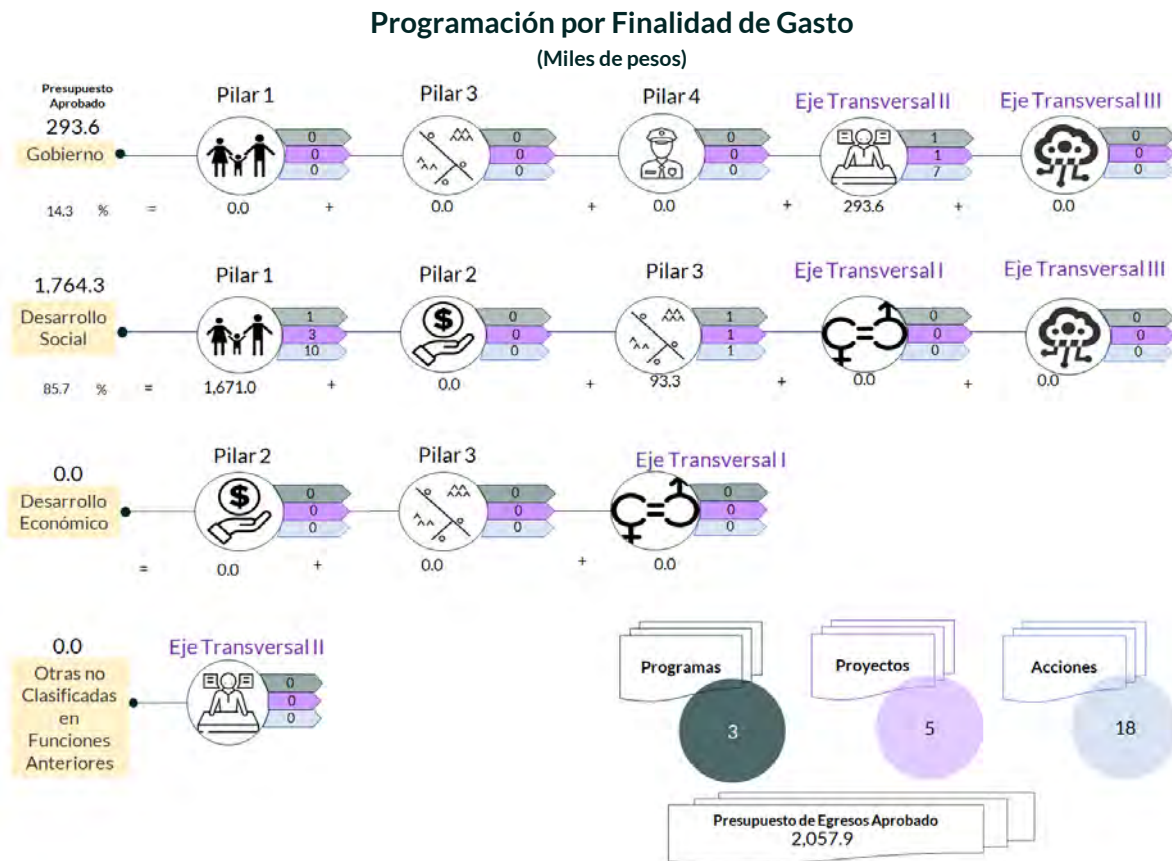 Programación por Finalidad de Gasto
(Miles de pesos)
Presupuesto
Aprobado
293.6
Gobierno
Pilar 1
0
0
0
Pilar 3
0
0
0
Pilar 4
0
0
0
Eje Transversal II
1
1
7
Eje Transversal III
0
0
0
14.3 % = 0.0 + 0.0 + 0.0 + 293.6 + 0.0
1,764.3
Desarrollo
Social
Pilar 1
1
3
10
Pilar 2
$
0
0
0
Pilar 3
1
1
1
Eje Transversal I
0
0
0
Eje Transversal III
0
0
0
85.7 % = 1,671.0 + 0.0 + 93.3 + 0.0 + 0.0
0.0
Desarrollo
Económico
Pilar 2
$
0
0
0
Pilar 3
0
0
0
Eje Transversal I
0
0
0
= 0.0 + 0.0 + 0.0
0.0
Otras no
Clasificadas
en
Funciones
Anteriores
Eje Transversal II
0
0
0
Programas
3
Proyectos
5
Acciones
18
Presupuesto de Egresos Aprobado
2,057.9